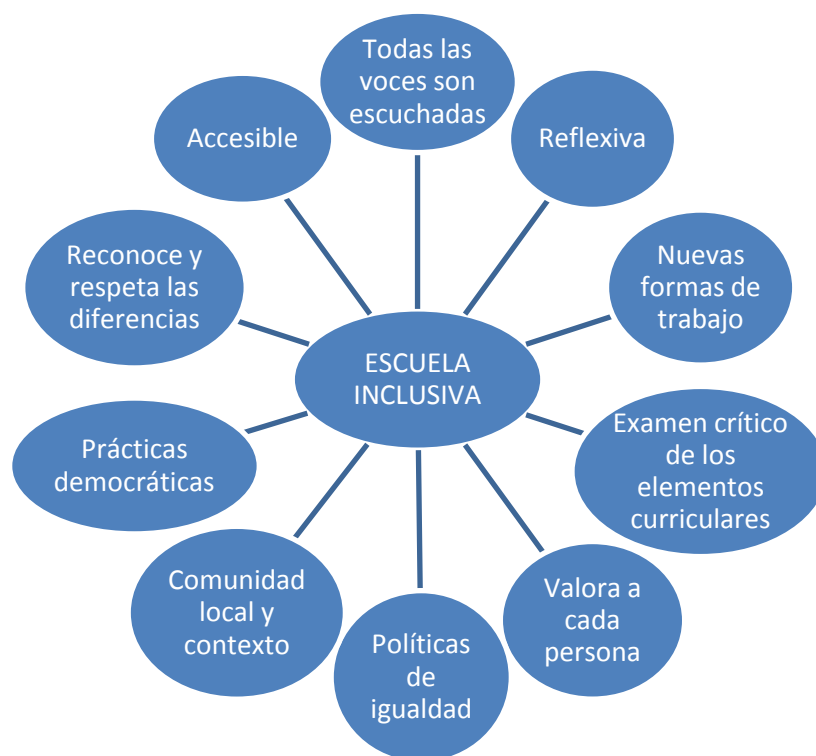 Todas las
voces son
escuchadas
Accesible
Reflexiva
Reconoce y
respeta las
diferencias
Nuevas
formas de
trabajo
ESCUELA
INCLUSIVA
Prácticas
democráticas
Examen crítico
de los
elementos
curriculares
Comunidad
local y
contexto
Valora a
cada
persona
Políticas
de
igualdad